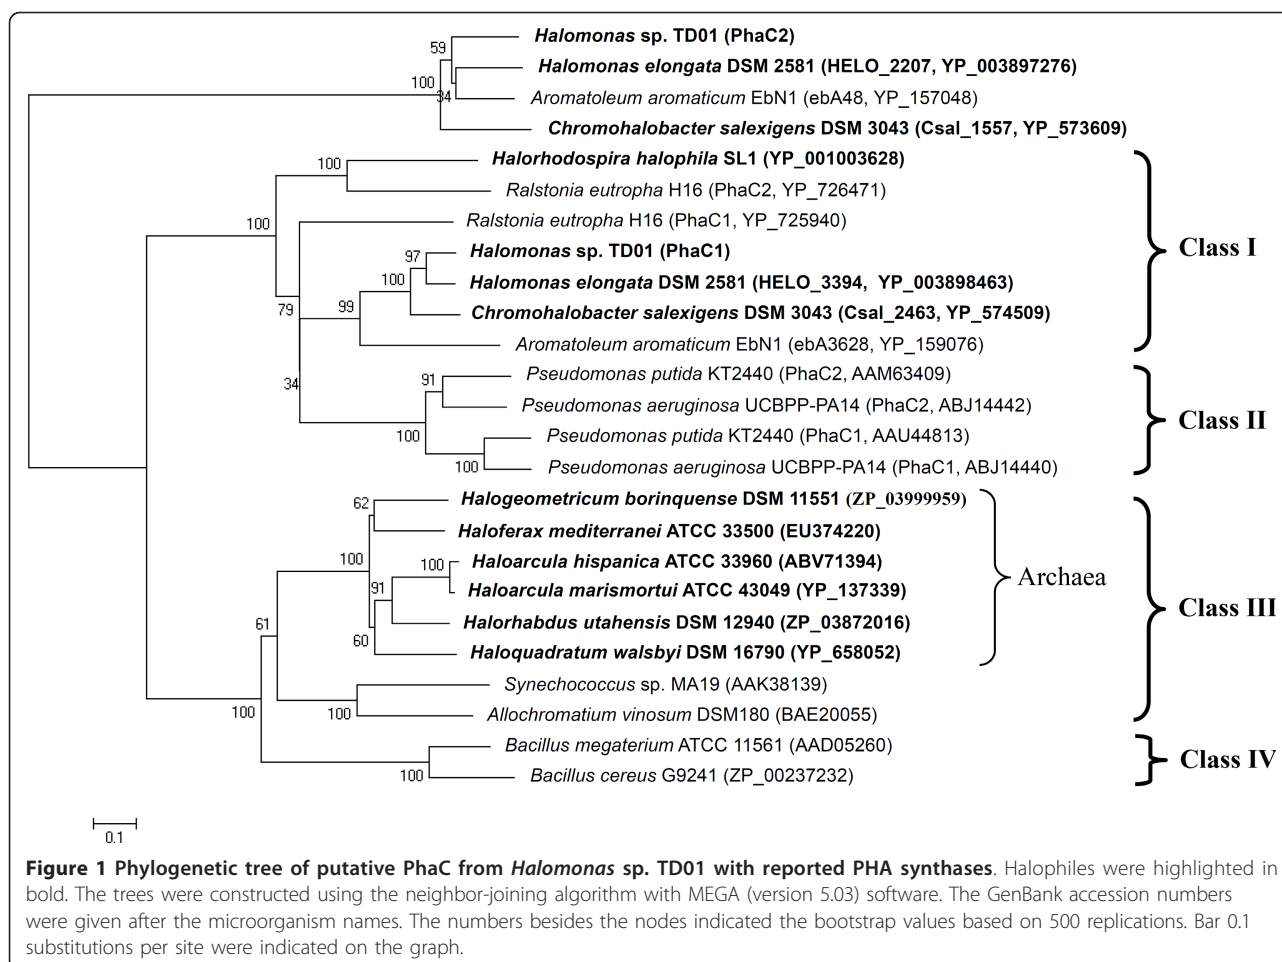 59
Halomonas sp. TD01 (PhaC2)
Halomonas elongata DSM 2581 (HELO_2207, YP_003897276)
100
34
Aromatoleum aromaticum EbN1 (ebA48, YP_157048)
Chromohalobacter salexigens DSM 3043 (Csal_1557, YP_573609)
100
Halorhodospira halophila SL1 (YP_001003628)
Ralstonia eutropha H16 (PhaC2, YP_726471)
100
Ralstonia eutropha H16 (PhaC1, YP_725940)
Class I
97
Halomonas sp. TD01 (PhaC1)
100
Halomonas elongata DSM 2581 (HELO_3394, YP_003898463)
79
99
Chromohalobacter salexigens DSM 3043 (Csal_2463, YP_574509)
Aromatoleum aromaticum EbN1 (ebA3628, YP_159076)
34
91
Pseudomonas putida KT2440 (PhaC2, AAM63409)
Pseudomonas aeruginosa UCBPP-PA14 (PhaC2, ABJ14442)
Class II
100
Pseudomonas putida KT2440 (PhaC1, AAU44813)
100
Pseudomonas aeruginosa UCBPP-PA14 (PhaC1, ABJ14440)
62
Halogeometricum borinquense DSM 11551 (ZP_03999959)
Haloferax mediterranei ATCC 33500 (EU374220)
100
100
Haloarcula hispanica ATCC 33960 (ABV71394)
Archaea
91
Haloarcula marismortui ATCC 43049 (YP_137339)
Class III
61
Halorhabdus utahensis DSM 12940 (ZP_03872016)
60
Haloquadratum walsbyi DSM 16790 (YP_658052)
Synechococcus sp. MA19 (AAK38139)
100
100
Allochromatium vinosum DSM180 (BAE20055)
Bacillus megaterium ATCC 11561 (AAD05260)
Class IV
100
Bacillus cereus G9241 (ZP_00237232)
0.1
Figure 1 Phylogenetic tree of putative PhaC from Halomonas sp. TD01 with reported PHA synthases. Halophiles were highlighted in
bold. The trees were constructed using the neighbor-joining algorithm with MEGA (version 5.03) software. The GenBank accession numbers
were given after the microorganism names. The numbers besides the nodes indicated the bootstrap values based on 500 replications. Bar 0.1
substitutions per site were indicated on the graph.